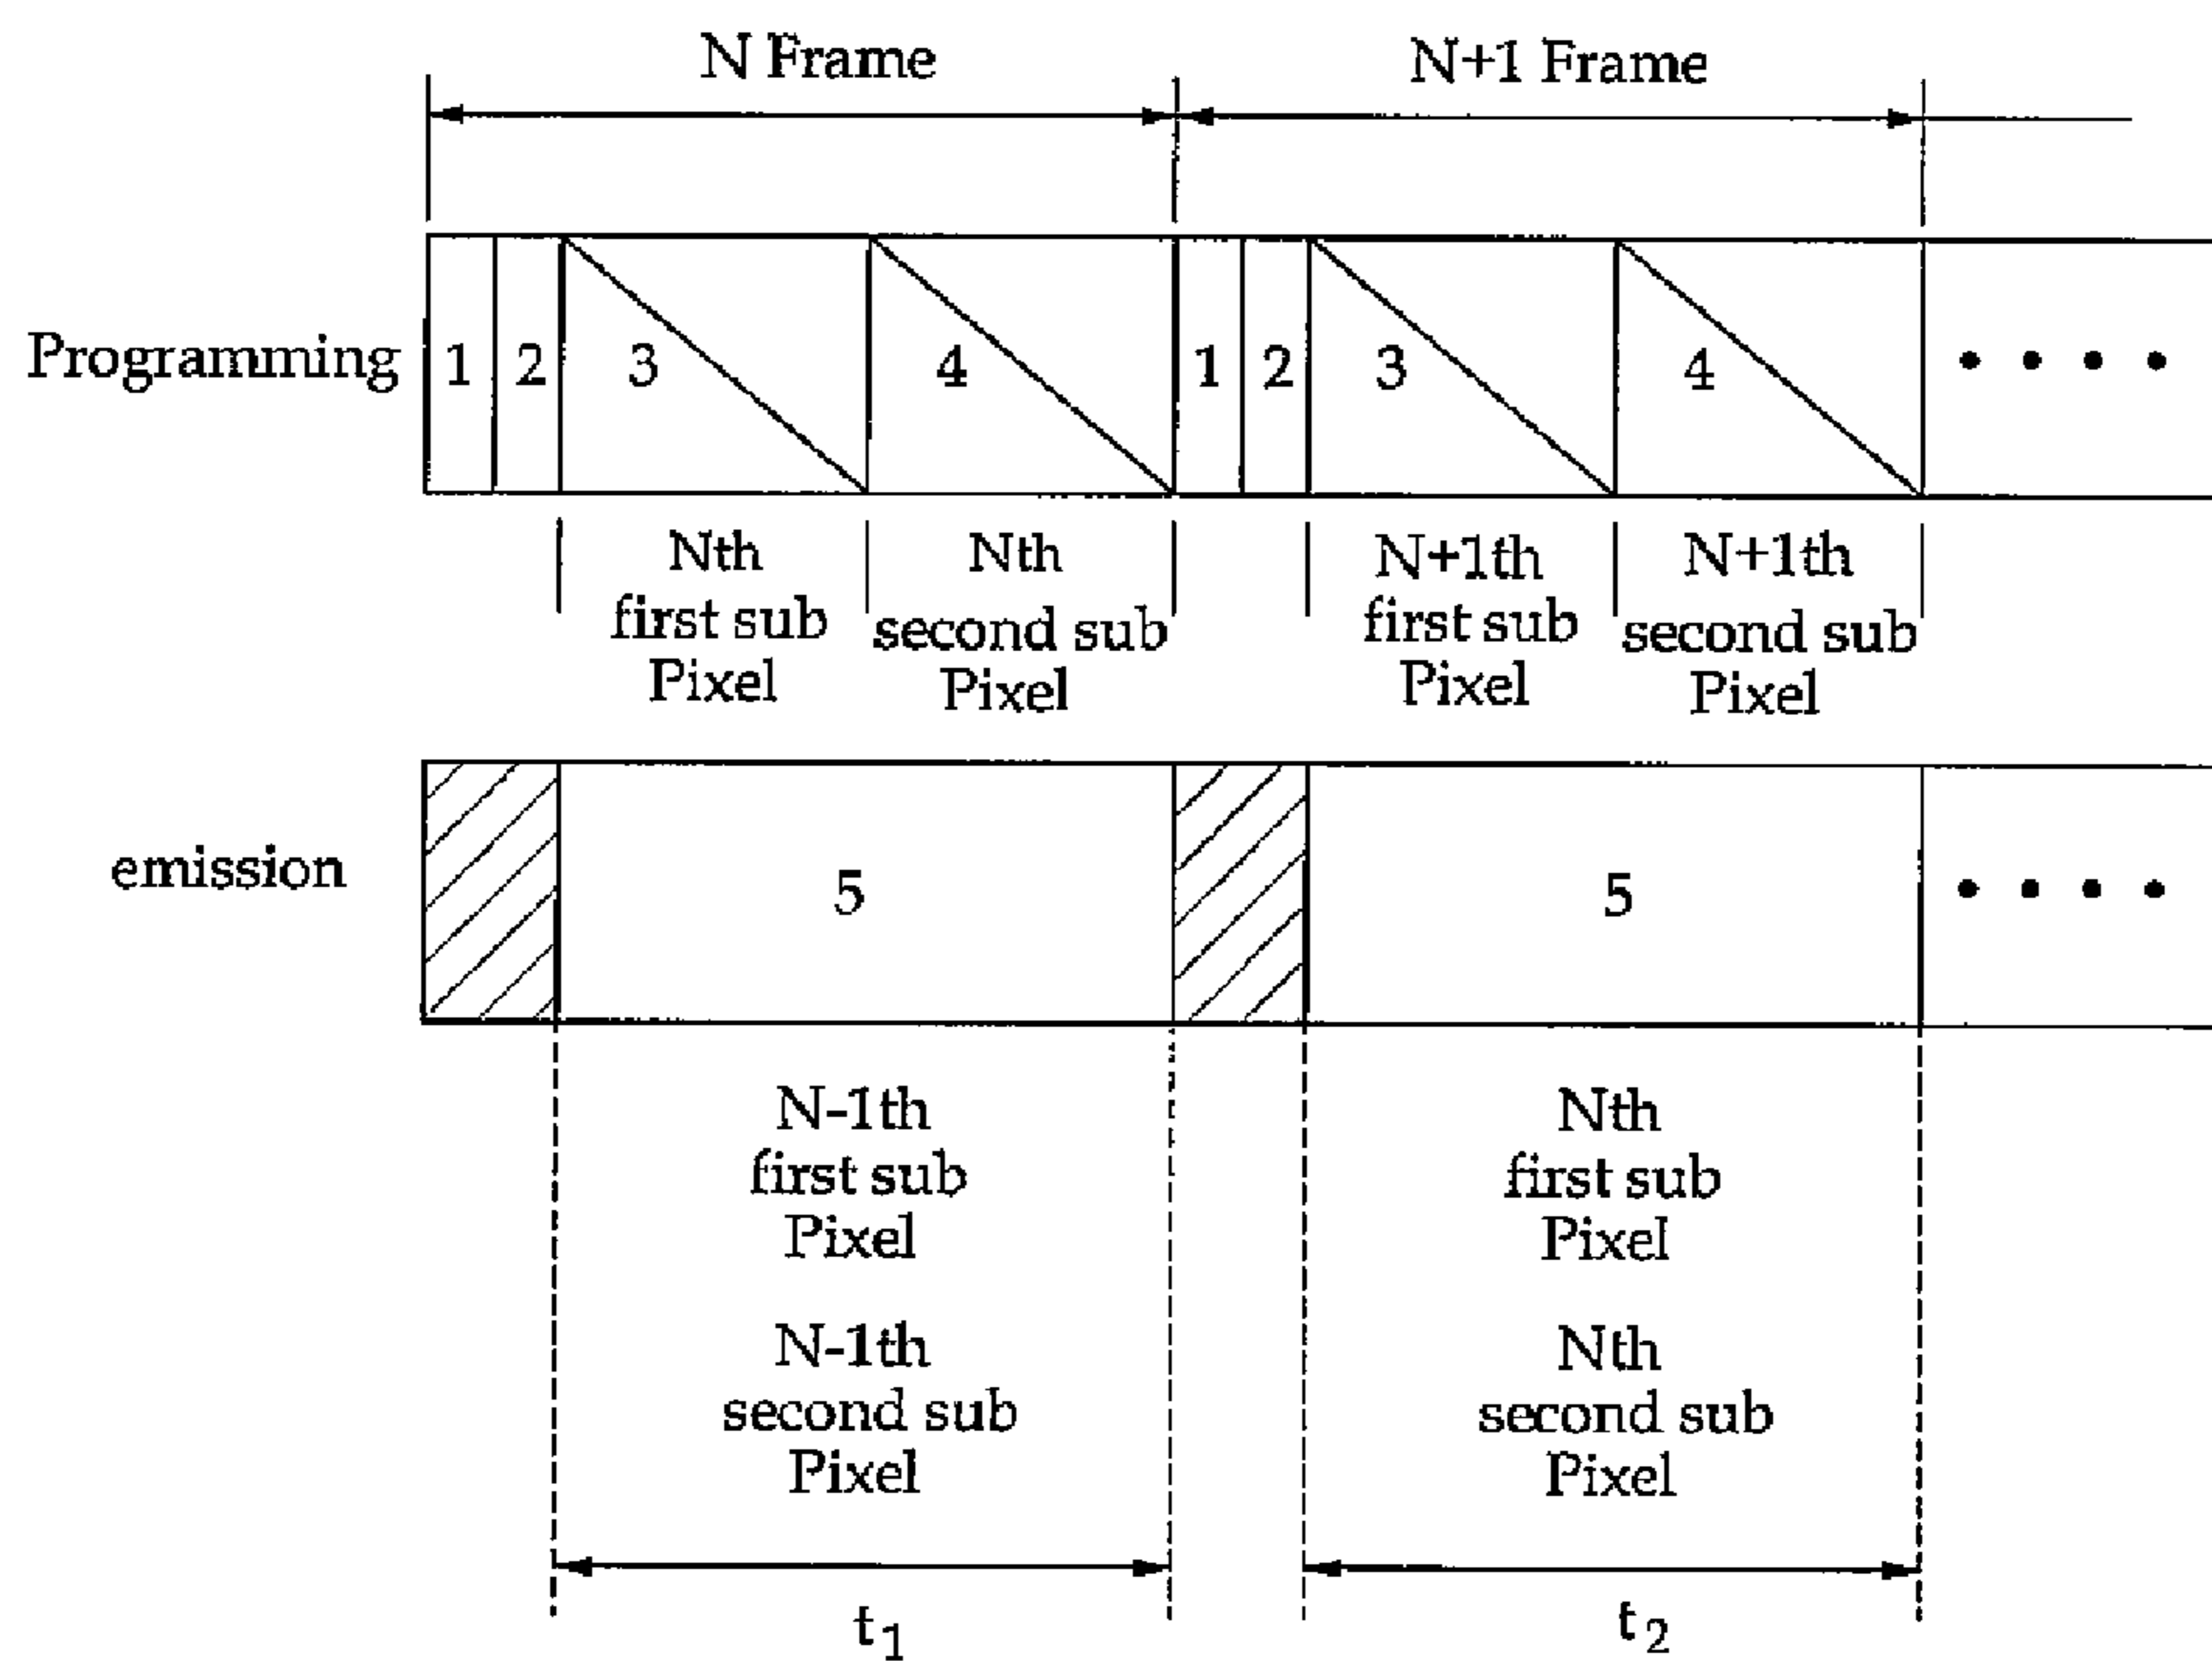 N Frame
N+1 Frame
Programming
1 2 3 4 1 2 3 4
Nth
first sub
Pixel
Nth
second sub
Pixel
N+1th
first sub
Pixel
N+1th
second sub
Pixel
emission
5
5
N-1th
first sub
Pixel
N-1th
second sub
Pixel
Nth
first sub
Pixel
Nth
second sub
Pixel
t1
t2